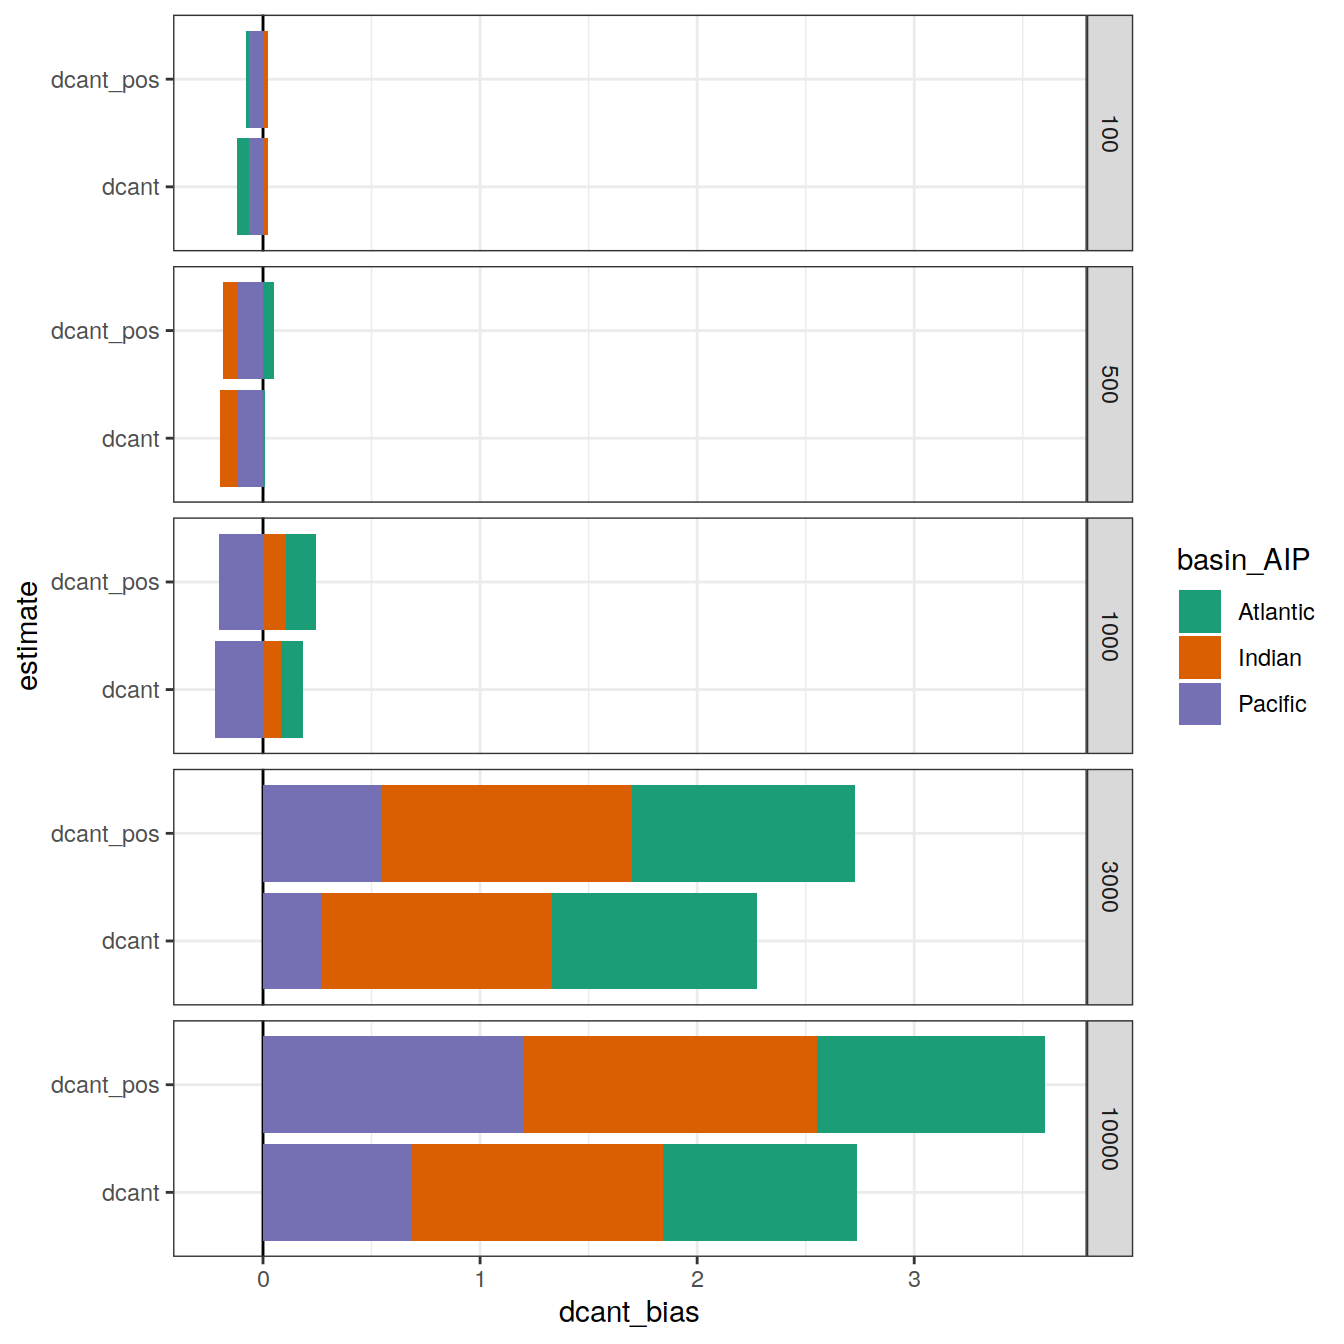 dcant_pos
dcant
100
dcant_pos
dcant
500
dcant_pos
dcant
1000
dcant_pos
dcant
3000
dcant_pos
dcant
10000
estimate
0 1 2 3
dcant_bias
basin_AIP
Atlantic
Indian
Pacific